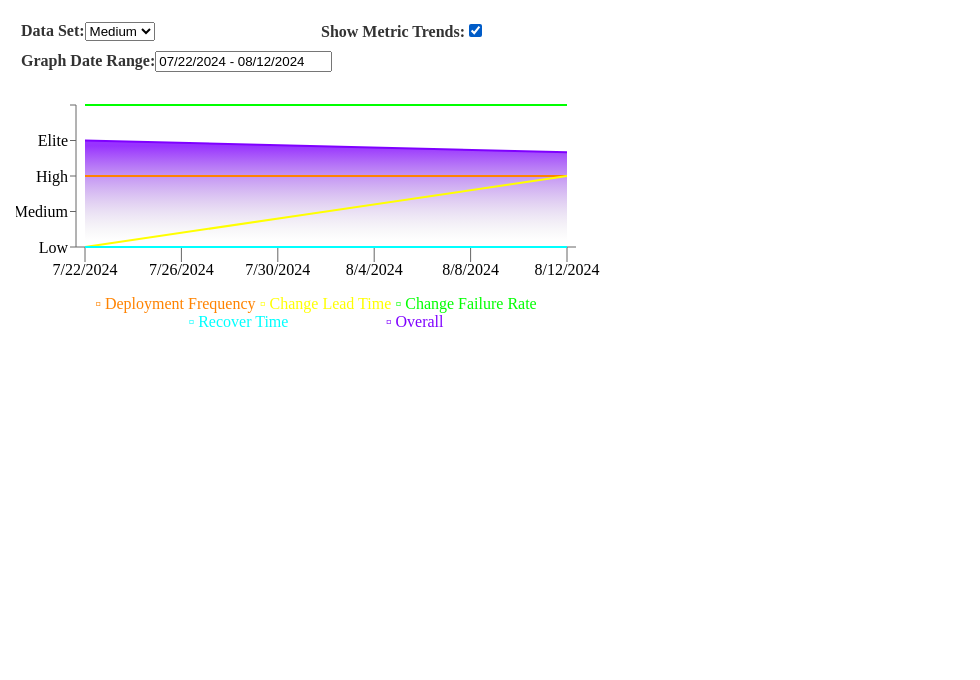 Data Set: Medium Show Metric Trends:
Graph Date Range: 07/22/2024 - 08/12/2024
Elite
High
Medium
Low
7/22/2024 7/26/2024 7/30/2024 8/4/2024 8/8/2024 8/12/2024
▫ Deployment Frequency ▫ Change Lead Time ▫ Change Failure Rate
▫ Recover Time ▫ Overall